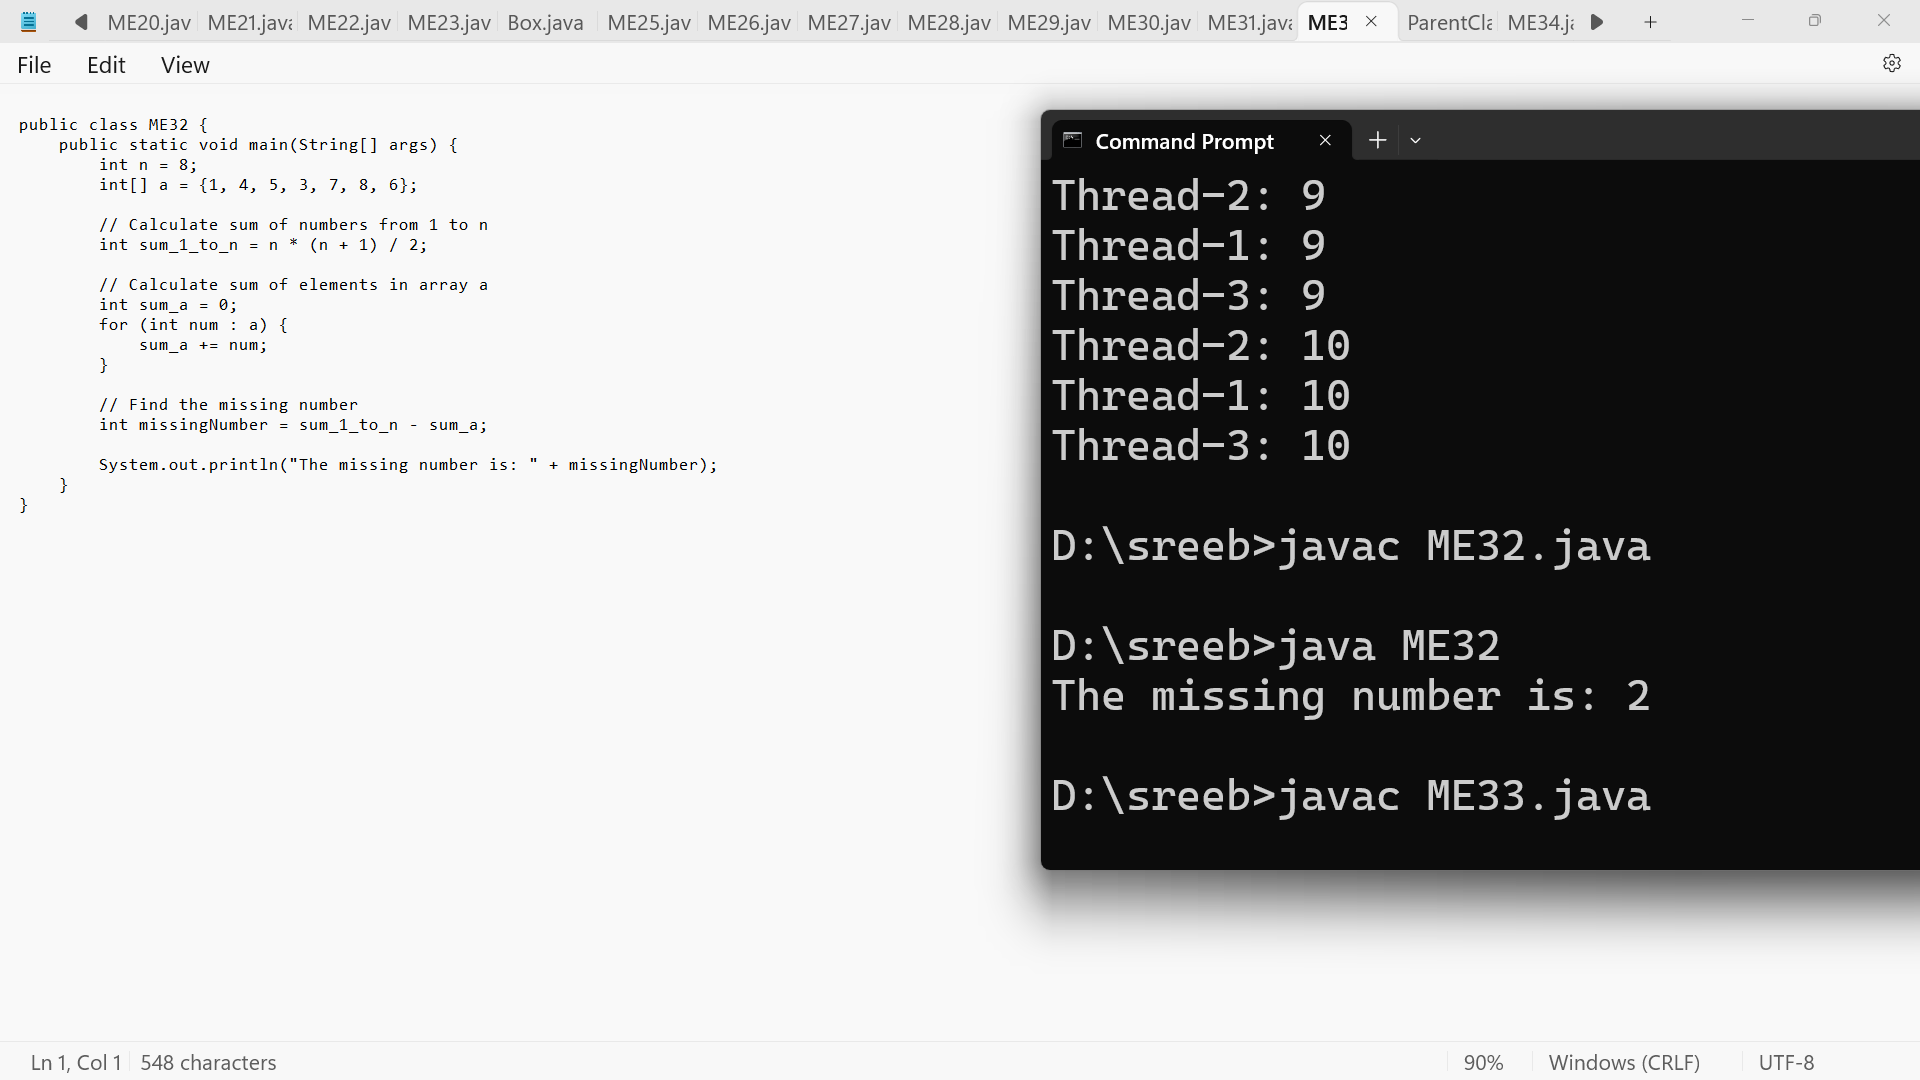 ME20.jav ME21.java ME22.jav ME23.jav Box.java ME25.jav ME26.jav ME27.jav ME28.jav ME29.jav ME30.jav ME31.java ME3 ParentCla ME34.ja
File Edit View
public class ME32 {
    public static void main(String[] args) {
        int n = 8;
        int[] a = {1, 4, 5, 3, 7, 8, 6};

        // Calculate sum of numbers from 1 to n
        int sum_1_to_n = n * (n + 1) / 2;

        // Calculate sum of elements in array a
        int sum_a = 0;
        for (int num : a) {
            sum_a += num;
        }

        // Find the missing number
        int missingNumber = sum_1_to_n - sum_a;

        System.out.println("The missing number is: " + missingNumber);
    }
}
Command Prompt
Thread-2: 9
Thread-1: 9
Thread-3: 9
Thread-2: 10
Thread-1: 10
Thread-3: 10

D:\sreeb>javac ME32.java

D:\sreeb>java ME32
The missing number is: 2

D:\sreeb>javac ME33.java
Ln 1, Col 1 548 characters 90% Windows (CRLF) UTF-8